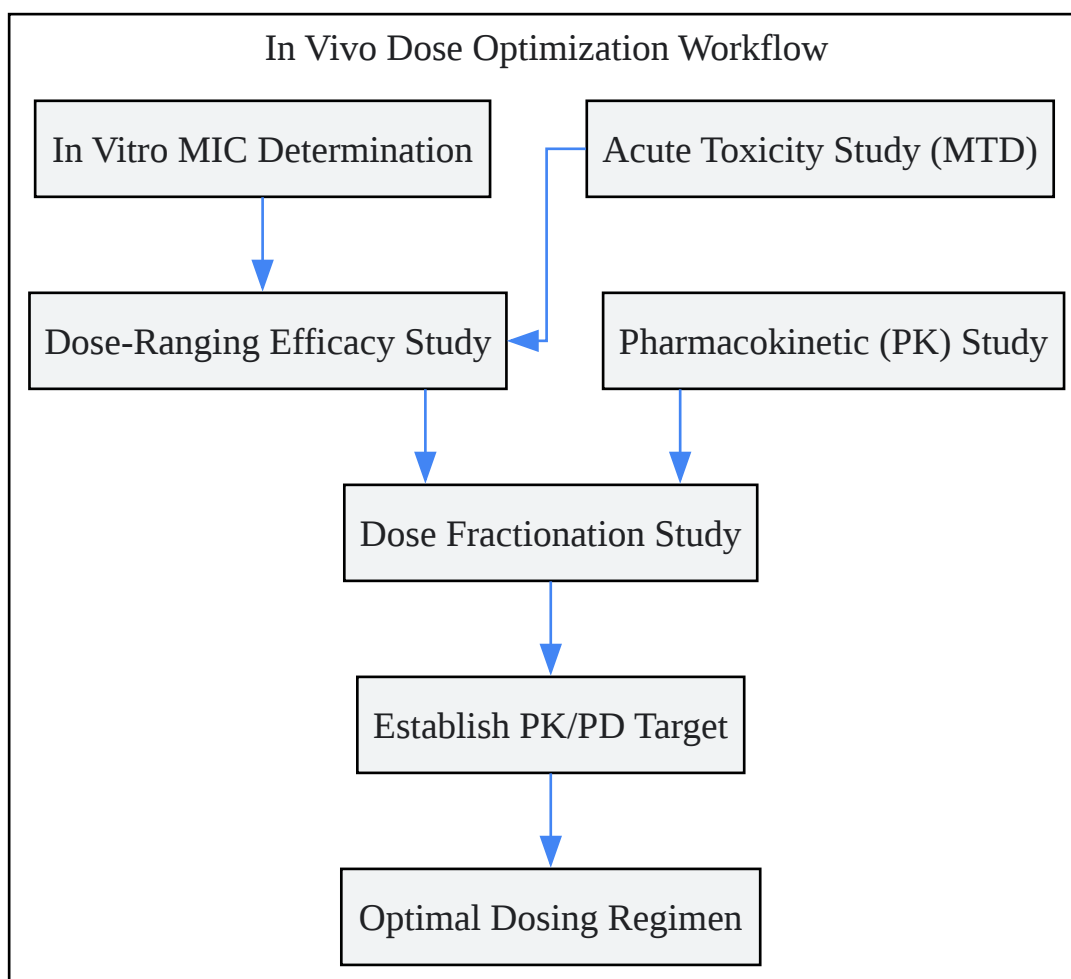 In Vivo Dose Optimization Workflow
In Vitro MIC Determination
Acute Toxicity Study (MTD)
Dose-Ranging Efficacy Study
Pharmacokinetic (PK) Study
Dose Fractionation Study
Establish PK/PD Target
Optimal Dosing Regimen